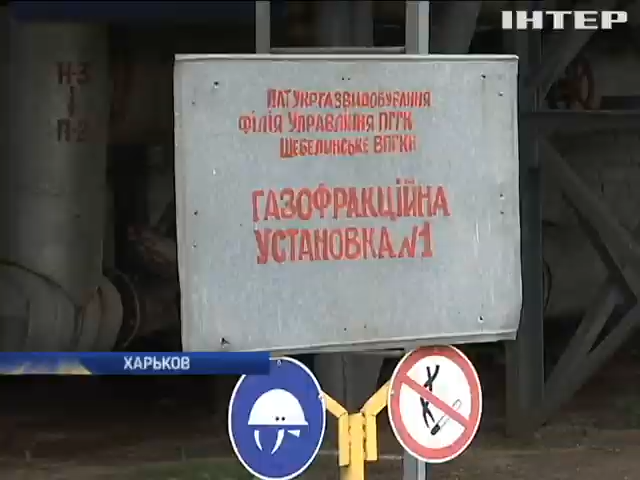 ІНТЕР
Н-3
П-2
ПАТ УКРГАЗВИДОБУВАННЯ
ФІЛІЯ УПРАВЛІННЯ ПГГК
ШЕБЕЛИНСЬКЕ ВПГКН
ГАЗОФРАКЦІЙНА
УСТАНОВКА №1
ХАРЬКОВ